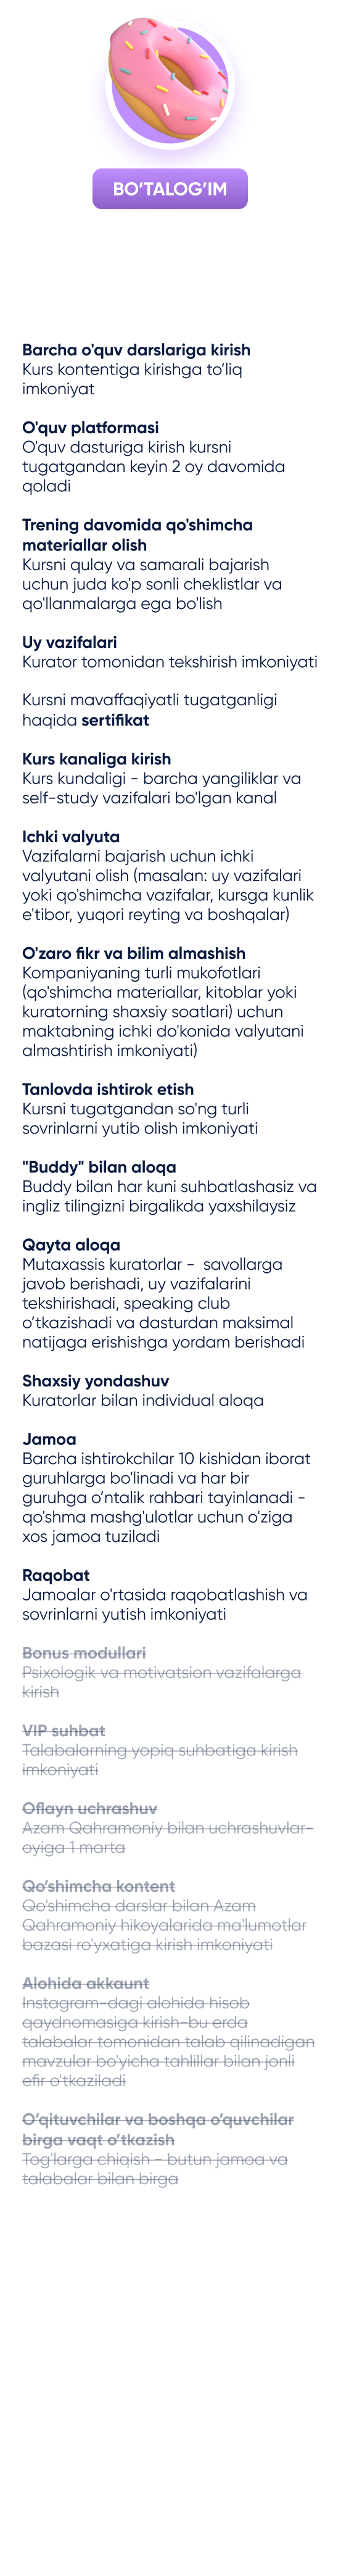 BO’TALOG’IM
Barcha o'quv darslariga kirish
Kurs kontentiga kirishga to’liq
imkoniyat
O'quv platformasi
O'quv dasturiga kirish kursni
tugatgandan keyin 2 oy davomida
qoladi
Trening davomida qo'shimcha
materiallar olish
Kursni qulay va samarali bajarish
uchun juda ko'p sonli cheklistlar va
qo'llanmalarga ega bo'lish
Uy vazifalari
Kurator tomonidan tekshirish imkoniyati
Kursni mavaffaqiyatli tugatganligi
haqida sertifikat
Kurs kanaliga kirish
Kurs kundaligi - barcha yangiliklar va
self-study vazifalari bo'lgan kanal
Ichki valyuta
Vazifalarni bajarish uchun ichki
valyutani olish (masalan: uy vazifalari
yoki qo'shimcha vazifalar, kursga kunlik
e'tibor, yuqori reyting va boshqalar)
O'zaro fikr va bilim almashish
Kompaniyaning turli mukofotlari
(qo'shimcha materiallar, kitoblar yoki
kuratorning shaxsiy soatlari) uchun
maktabning ichki do'konida valyutani
almashtirish imkoniyati)
Tanlovda ishtirok etish
Kursni tugatgandan so'ng turli
sovrinlarni yutib olish imkoniyati
"Buddy" bilan aloqa
Buddy bilan har kuni suhbatlashasiz va
ingliz tilingizni birgalikda yaxshilaysiz
Qayta aloqa
Mutaxassis kuratorlar -  savollarga
javob berishadi, uy vazifalarini
tekshirishadi, speaking club
o’tkazishadi va dasturdan maksimal
natijaga erishishga yordam berishadi
Shaxsiy yondashuv
Kuratorlar bilan individual aloqa
Jamoa
Barcha ishtirokchilar 10 kishidan iborat
guruhlarga bo'linadi va har bir
guruhga o’ntalik rahbari tayinlanadi -
qo'shma mashg'ulotlar uchun o'ziga
xos jamoa tuziladi
Raqobat
Jamoalar o'rtasida raqobatlashish va
sovrinlarni yutish imkoniyati
Bonus modullari
Psixologik va motivatsion vazifalarga
kirish
VIP suhbat
Talabalarning yopiq suhbatiga kirish
imkoniyati
Oflayn uchrashuv
Azam Qahramoniy bilan uchrashuvlar-
oyiga 1 marta
Qo’shimcha kontent
Qo'shimcha darslar bilan Azam
Qahramoniy hikoyalarida ma'lumotlar
bazasi ro'yxatiga kirish imkoniyati
Alohida akkaunt
Instagram-dagi alohida hisob
qaydnomasiga kirish-bu erda
talabalar tomonidan talab qilinadigan
mavzular bo'yicha tahlillar bilan jonli
efir o'tkaziladi
O’qituvchilar va boshqa o’quvchilar
birga vaqt o’tkazish
Tog'larga chiqish - butun jamoa va
talabalar bilan birga